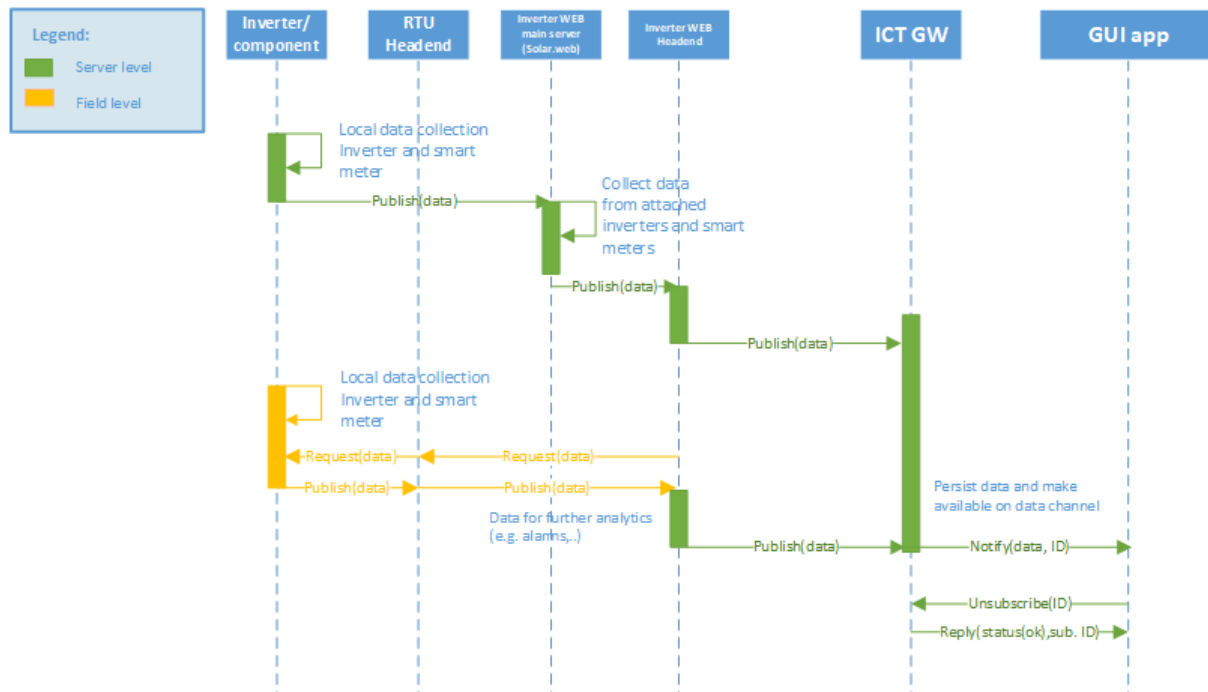 Legend:
Server level
Field level
Inverter/
component
RTU
Headend
Inverter WEB
main server
(Solar.web)
Inverter WEB
Headend
ICT GW
GUI app
Local data collection
Inverter and smart
meter
Publish(data)
Collect data
from attached
inverters and smart
meters
Publish(data)
Publish(data)
Local data collection
Inverter and smart
meter
Request(data)
Request(data)
Publish(data)
Publish(data)
Data for further analytics
(e.g. alarms,..)
Persist data and make
available on data channel
Publish(data)
Notify(data, ID)
Unsubscribe(ID)
Reply(status(ok),sub. ID)